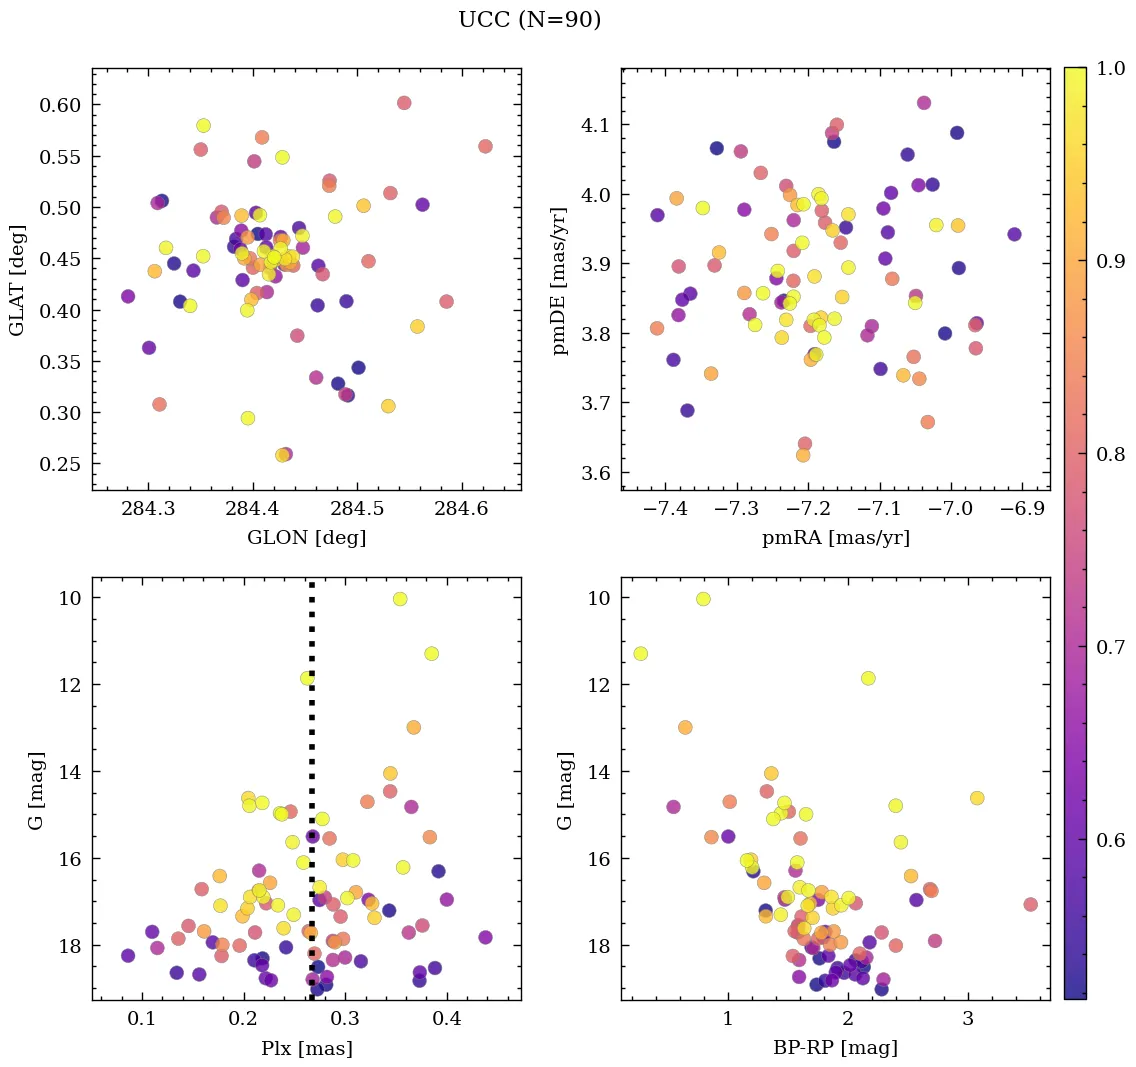 UCC (N=90)
0.60
0.55
0.50
0.45
0.40
0.35
0.30
0.25
GLAT [deg]
284.3 284.4 284.5 284.6
GLON [deg]
4.1
4.0
3.9
3.8
3.7
3.6
pmDE [mas/yr]
−7.4 −7.3 −7.2 −7.1 −7.0 −6.9
pmRA [mas/yr]
1.0
0.9
0.8
0.7
0.6
10
12
14
16
18
G [mag]
0.1 0.2 0.3 0.4
Plx [mas]
10
12
14
16
18
G [mag]
1 2 3
BP-RP [mag]